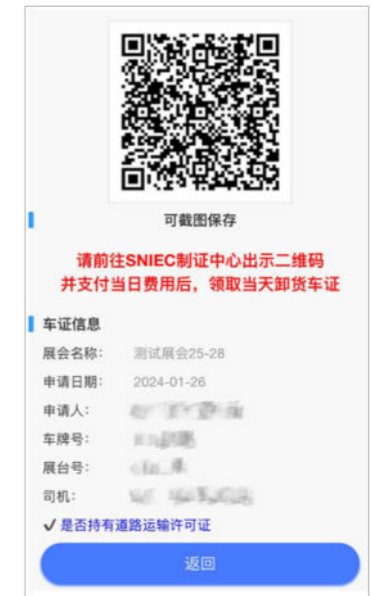 可截图保存
请前往SNIEC制证中心出示二维码
并支付当日费用后，领取当天卸货车证
车证信息
展会名称： 测试展会25-28
申请日期： 2024-01-26
申请人：
车牌号：
展台号：
司机：
✓ 是否持有道路运输许可证
返回